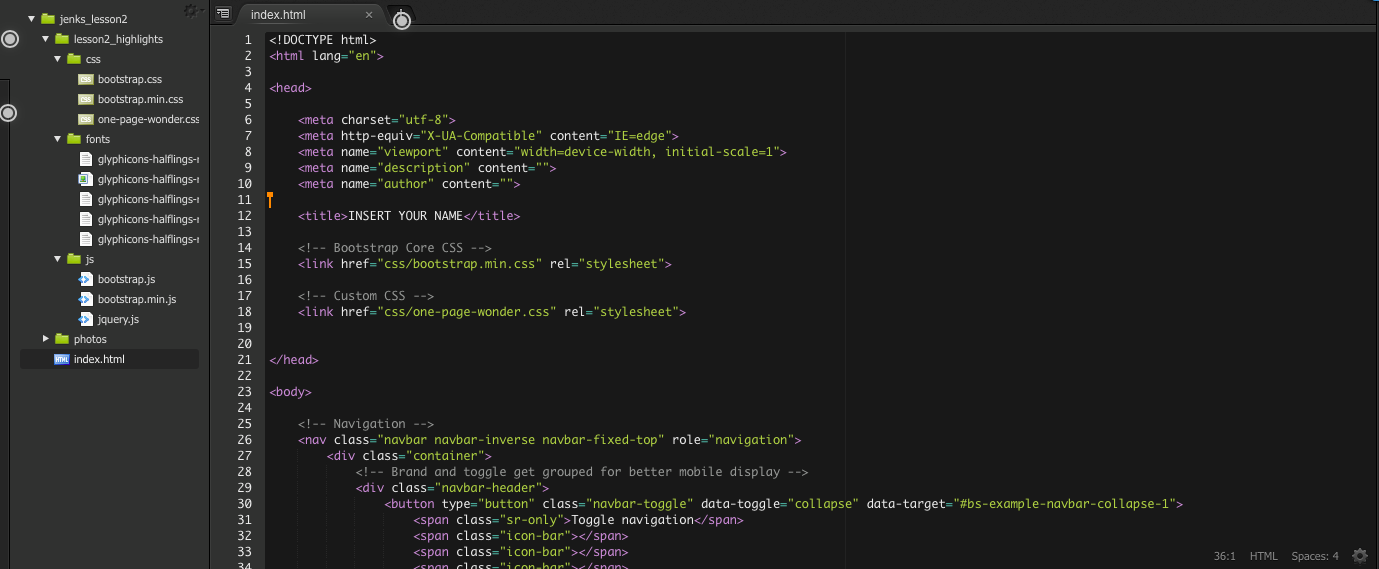 jenks_lesson2
lesson2_highlights
css
bootstrap.css
bootstrap.min.css
one-page-wonder.css
fonts
glyphicons-halflings-r
glyphicons-halflings-r
glyphicons-halflings-r
glyphicons-halflings-r
glyphicons-halflings-r
js
bootstrap.js
bootstrap.min.js
jquery.js
photos
HTML index.html
index.html ×
1 <!DOCTYPE html>
2 <html lang="en">
3
4 <head>
5
6 <meta charset="utf-8">
7 <meta http-equiv="X-UA-Compatible" content="IE=edge">
8 <meta name="viewport" content="width=device-width, initial-scale=1">
9 <meta name="description" content="">
10 <meta name="author" content="">
11
12 <title>INSERT YOUR NAME</title>
13
14 <!-- Bootstrap Core CSS -->
15 <link href="css/bootstrap.min.css" rel="stylesheet">
16
17 <!-- Custom CSS -->
18 <link href="css/one-page-wonder.css" rel="stylesheet">
19
20
21 </head>
22
23 <body>
24
25 <!-- Navigation -->
26 <nav class="navbar navbar-inverse navbar-fixed-top" role="navigation">
27 <div class="container">
28 <!-- Brand and toggle get grouped for better mobile display -->
29 <div class="navbar-header">
30 <button type="button" class="navbar-toggle" data-toggle="collapse" data-target="#bs-example-navbar-collapse-1">
31 <span class="sr-only">Toggle navigation</span>
32 <span class="icon-bar"></span>
33 <span class="icon-bar"></span>
34 <span class="icon-bar"></span>
36:1 HTML Spaces: 4